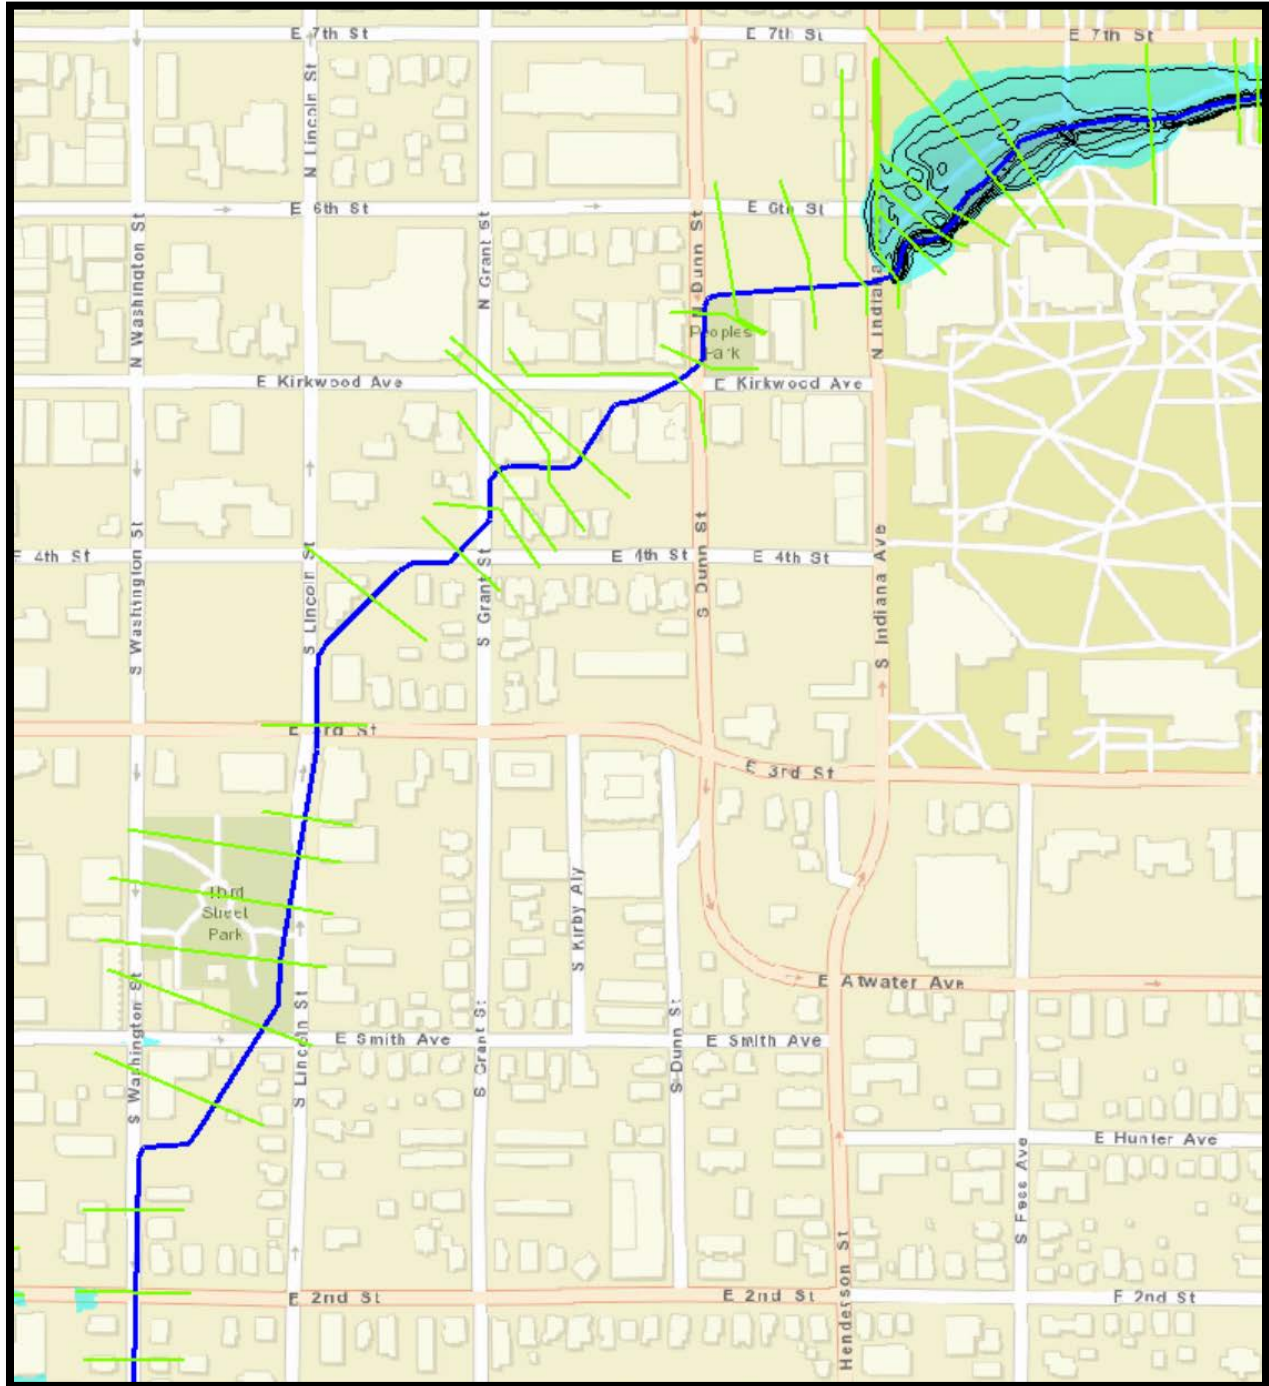 E 7th St
E 7th St
E 7th St
N Lincoln St
E 6th St
E 6th St
N Washington St
N Grant St
N Dunn St
N Indiana
Peoples
Park
E Kirkwood Ave
E Kirkwood Ave
E 4th St
E 4th St
E 4th St
S Washington St
S Lincoln St
S Grant St
S Dunn St
S Indiana Ave
E 3rd St
E 3rd St
Third
Street
Park
S Kirby Aly
E Atwater Ave
S Washington St
S Lincoln St
S Grant St
S Dunn St
E Smith Ave
E Smith Ave
E Hunter Ave
S Fess Ave
Henderson St
E 2nd St
E 2nd St
E 2nd St